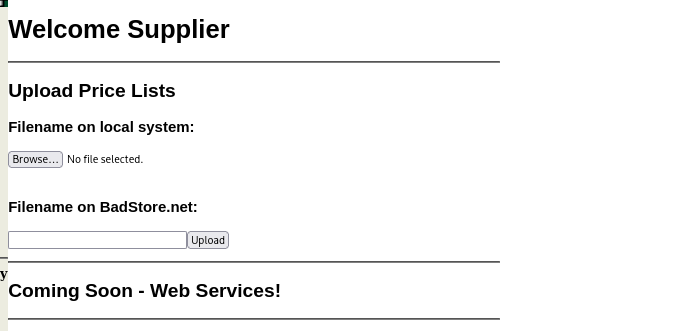 Welcome Supplier
Upload Price Lists
Filename on local system:
Browse... No file selected.
Filename on BadStore.net:
Upload
y
Coming Soon - Web Services!